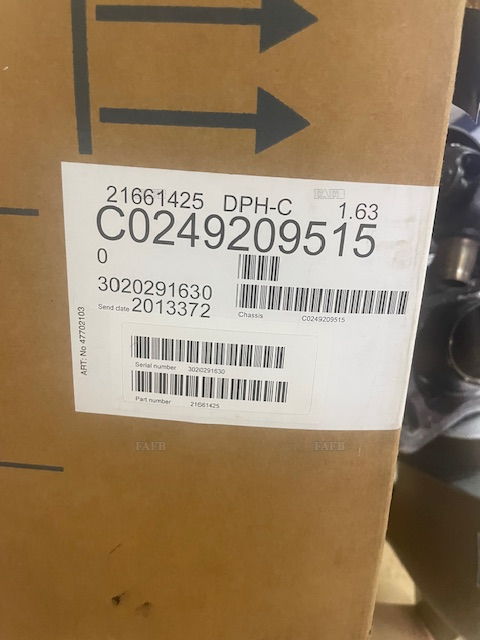 21661425 DPH-C 1.63
C0249209515
0
3020291630
Send date 2013372
Chassis C0249209515
ART: No 47702103
Serial number 3020291630
Part number 21661425
FAFB FAFB